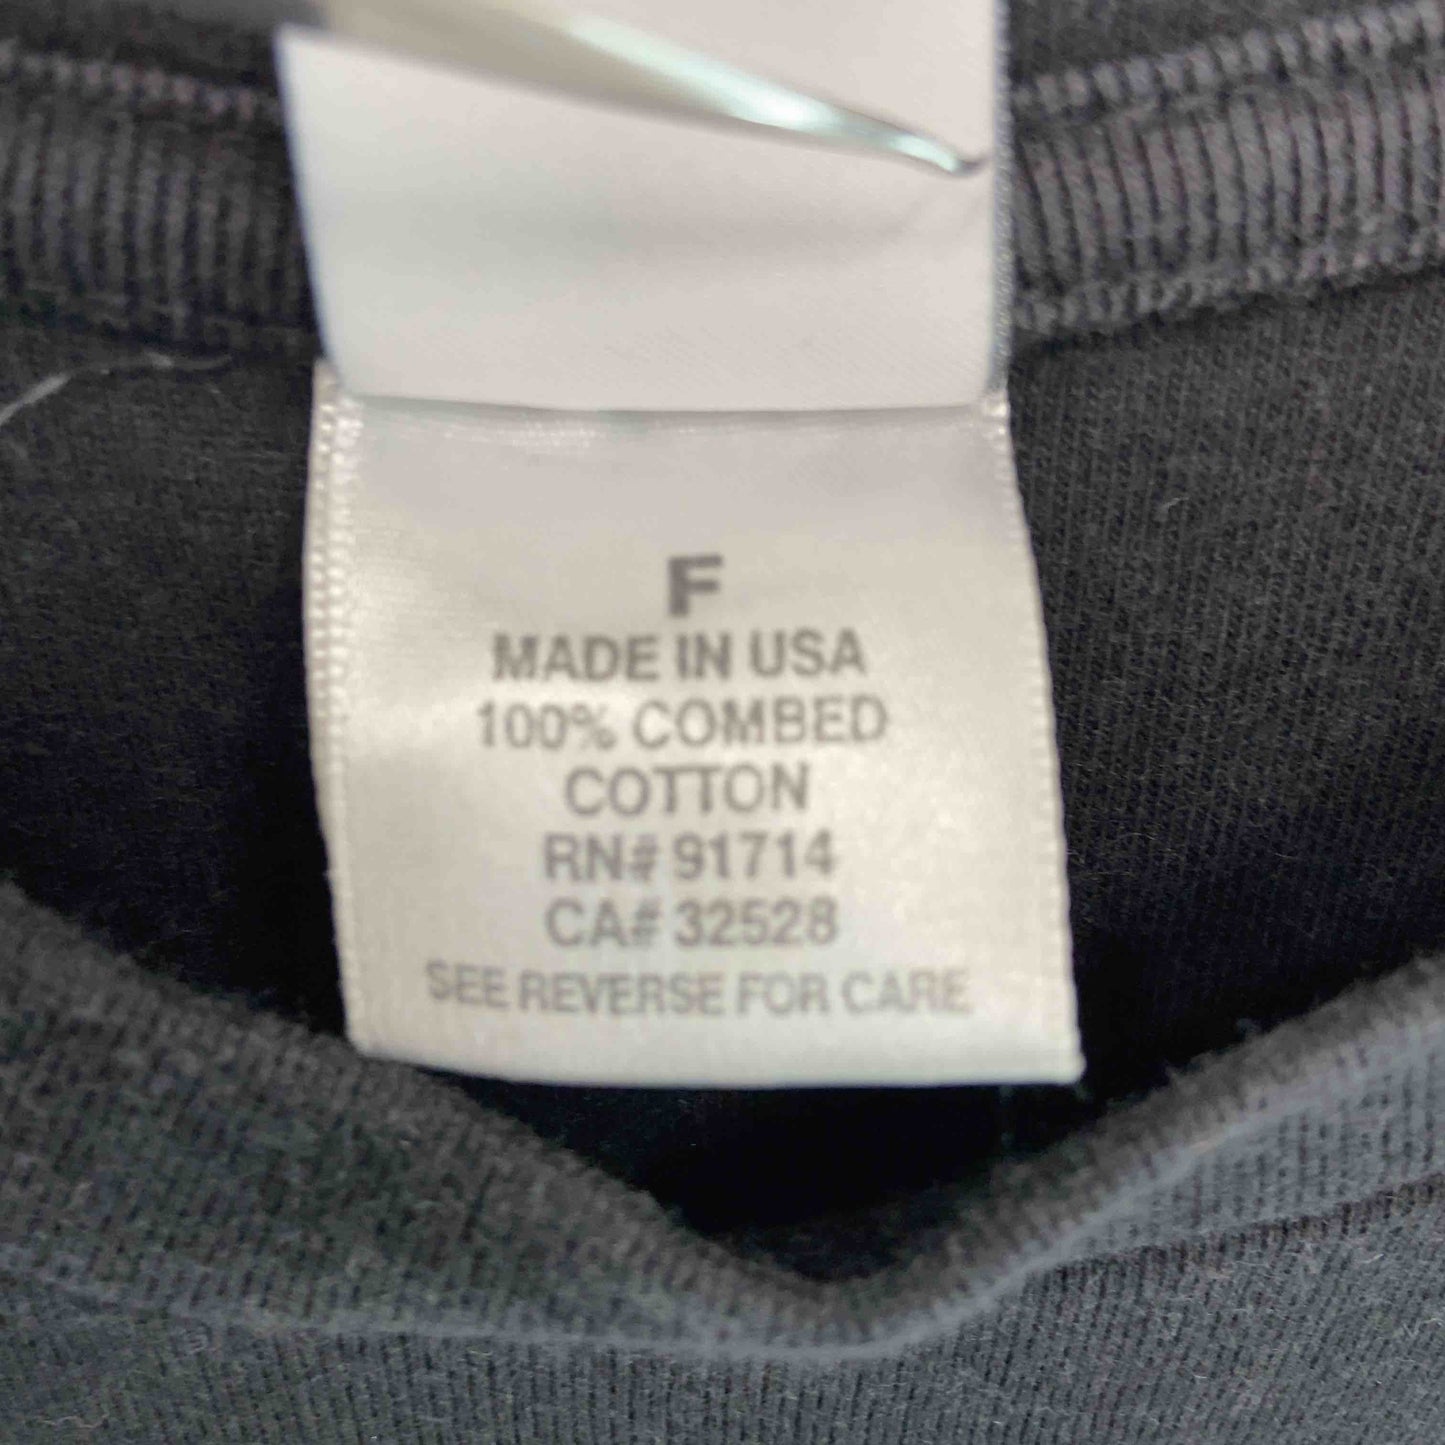 F
MADE IN USA
100% COMBED
COTTON
RN# 91714
CA# 32528
SEE REVERSE FOR CARE